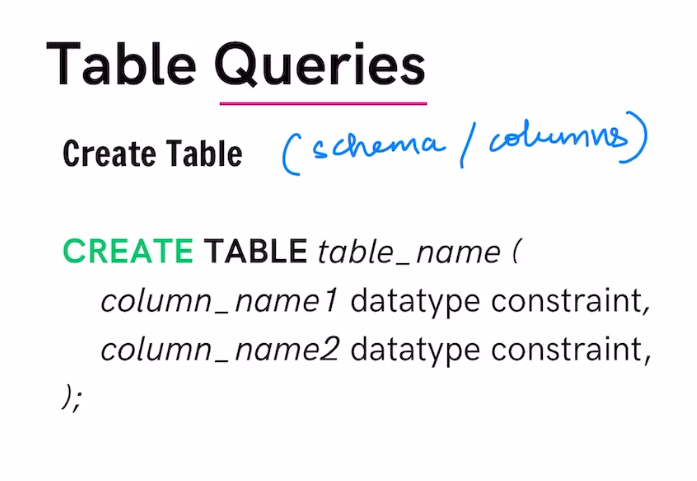 Table Queries
Create Table (schema / columns)
CREATE TABLE table_name (
column_name1 datatype constraint,
column_name2 datatype constraint,
);